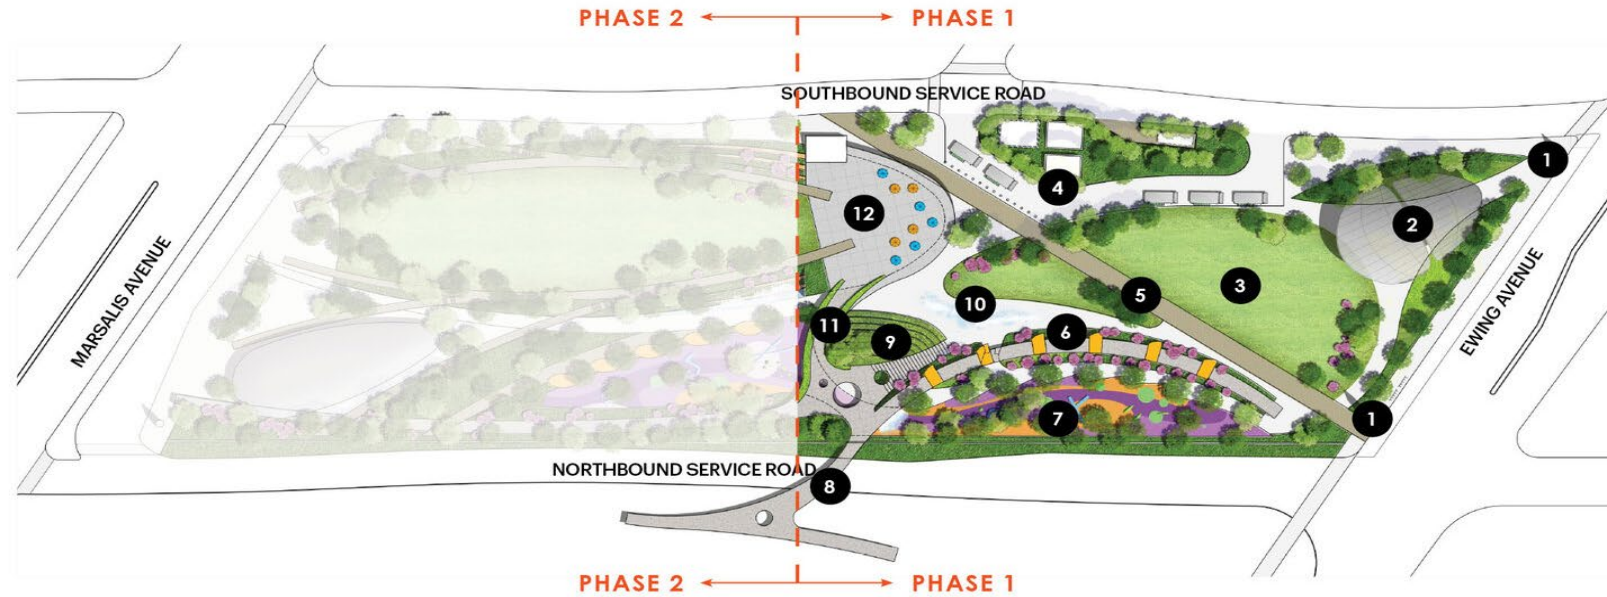 PHASE 2 PHASE 1
SOUTHBOUND SERVICE ROAD
1
4
12
2
MARSALIS AVENUE
EWING AVENUE
3
5
10
11
6
9
7
1
NORTHBOUND SERVICE ROAD
8
PHASE 2 PHASE 1